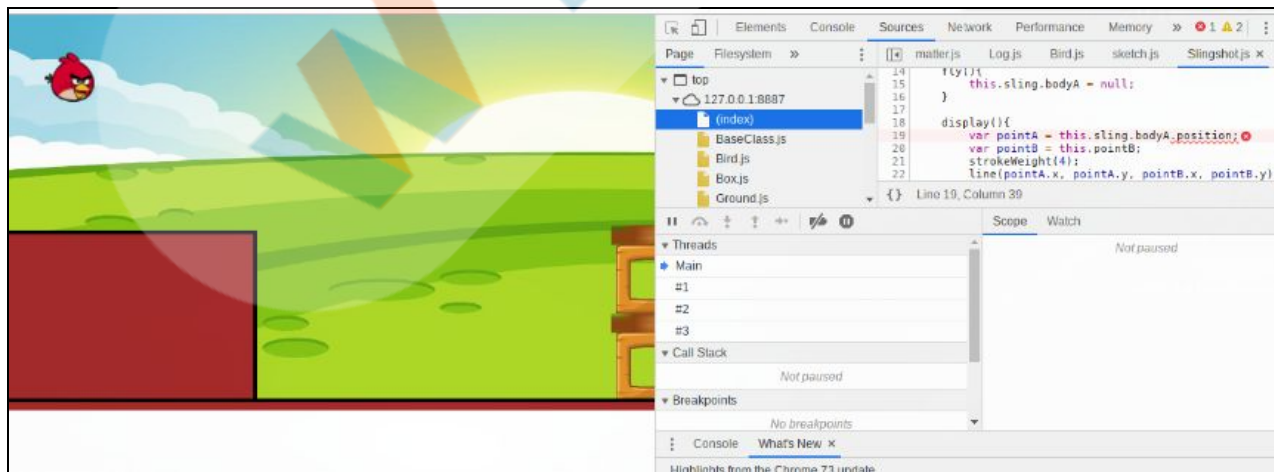 Elements Console Sources Network Performance Memory » 1 2
Page Filesystem » matter.js Log.js Bird.js sketch.js Slingshot.js ×
top
127.0.0.1:8887
(index)
BaseClass.js
Bird.js
Box.js
Ground.js
14 fly(){
15 this.sling.bodyA = null;
16 }
17
18 display(){
19 var pointA = this.sling.bodyA.position;
20 var pointB = this.pointB;
21 strokeWeight(4);
22 line(pointA.x, pointA.y, pointB.x, pointB.y)
{} Line 19, Column 39
Scope Watch
Threads
Not paused
Main
#1
#2
#3
Call Stack
Not paused
Breakpoints
No breakpoints
Console What's New ×
Highlights from the Chrome 73 update